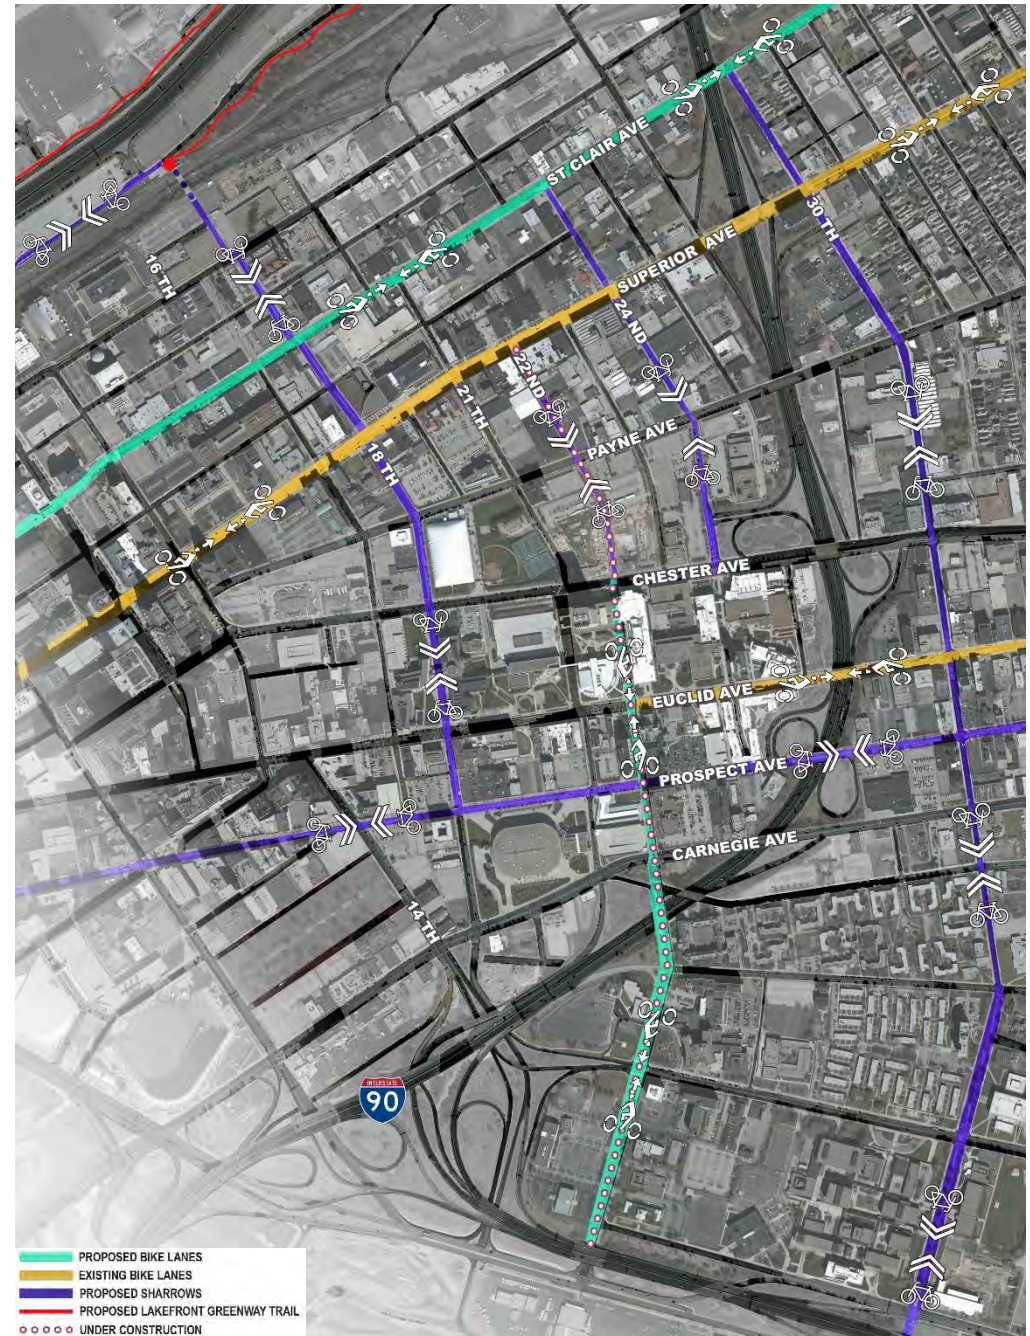 ST CLAIR AVE
SUPERIOR AVE
30 TH
16 TH
24 ND
22 ND
21 TH
PAYNE AVE
18 TH
CHESTER AVE
EUCLID AVE
PROSPECT AVE
CARNEGIE AVE
14 TH
INTERSTATE
90
PROPOSED BIKE LANES
EXISTING BIKE LANES
PROPOSED SHARROWS
PROPOSED LAKEFRONT GREENWAY TRAIL
UNDER CONSTRUCTION